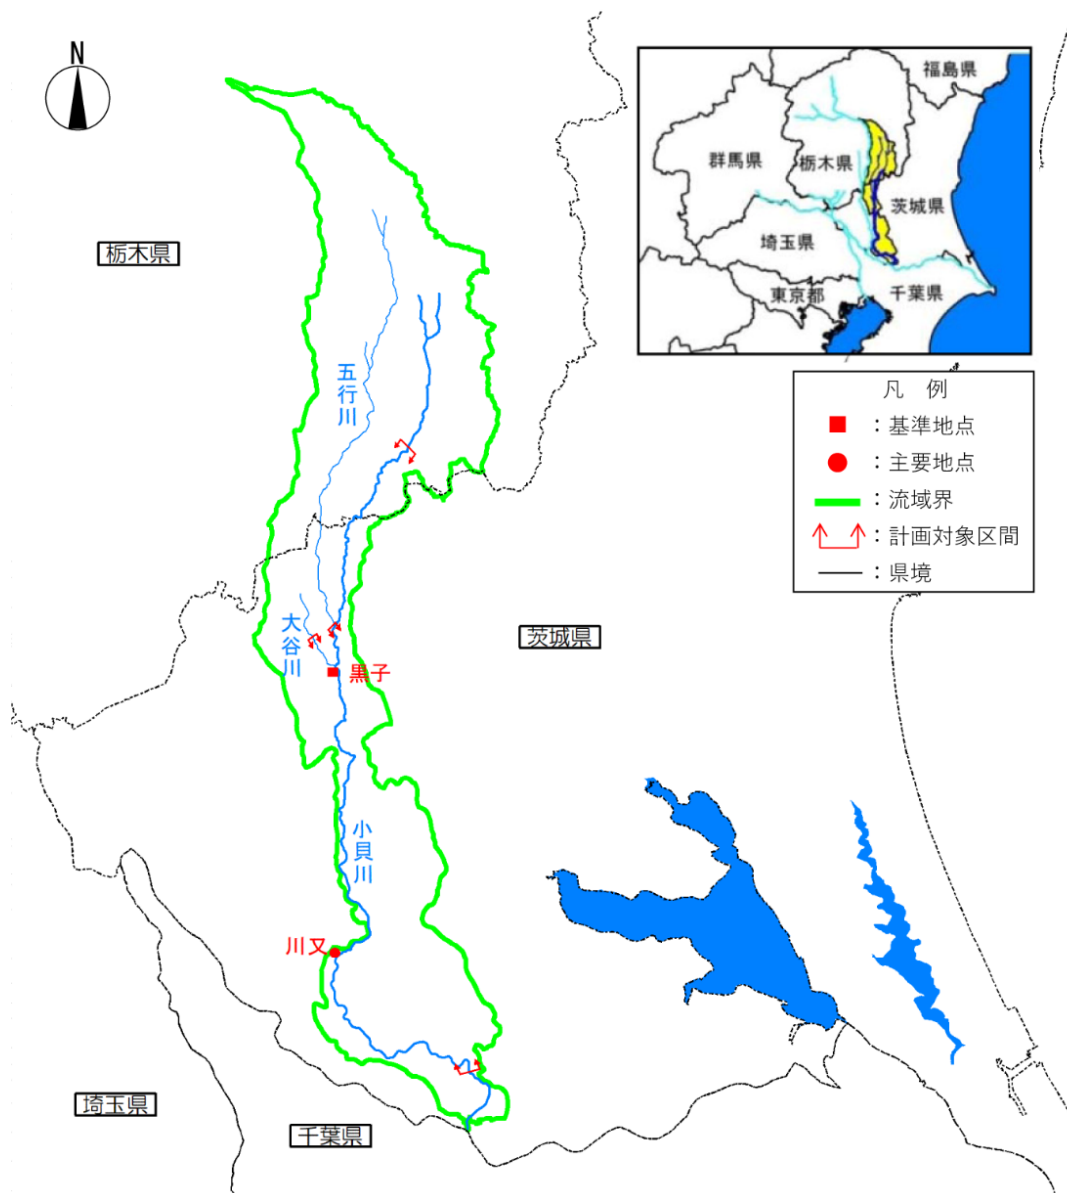 N
福島県
群馬県
栃木県
茨城県
埼玉県
東京都
千葉県
栃木県
凡 例
：基準地点
：主要地点
：流域界
：計画対象区間
：県境
五行川
大谷川
茨城県
黒子
小貝川
川又
埼玉県
千葉県